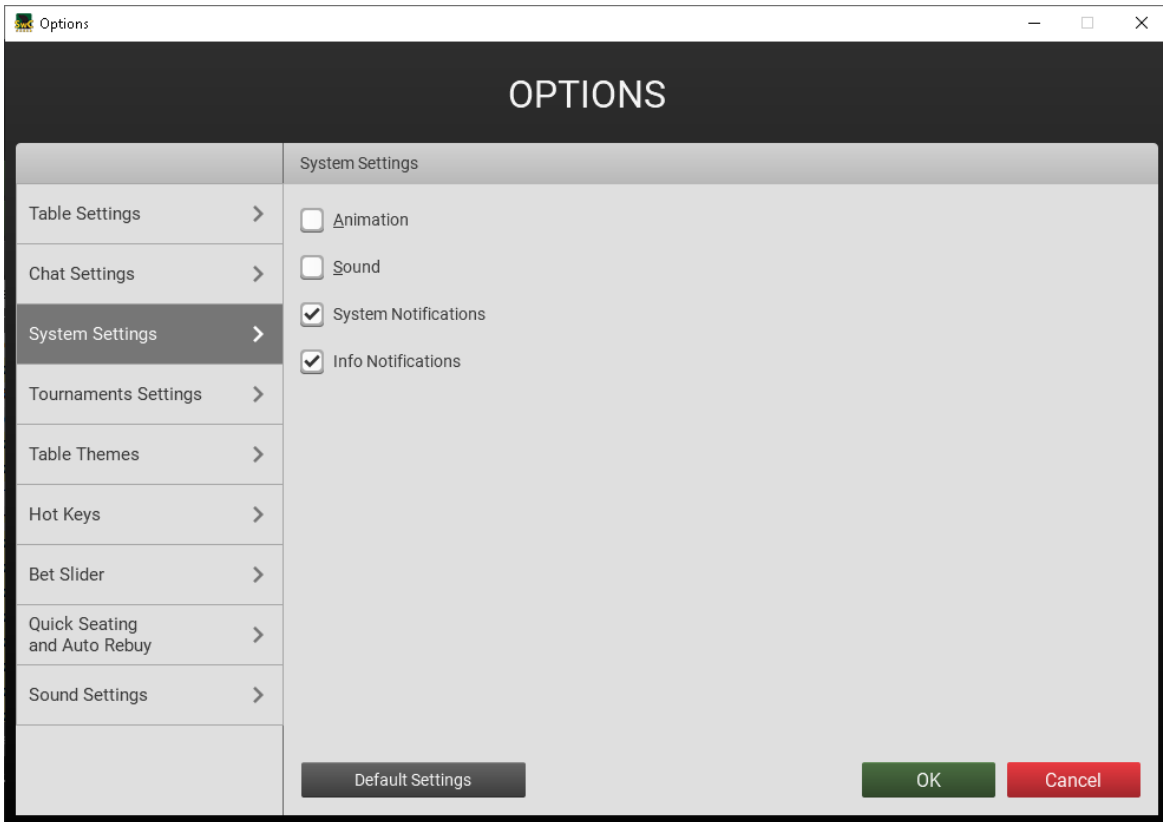 Options
OPTIONS
System Settings
Table Settings
Chat Settings
System Settings
Tournaments Settings
Table Themes
Hot Keys
Bet Slider
Quick Seating
and Auto Rebuy
Sound Settings
Animation
Sound
System Notifications
Info Notifications
Default Settings
OK
Cancel